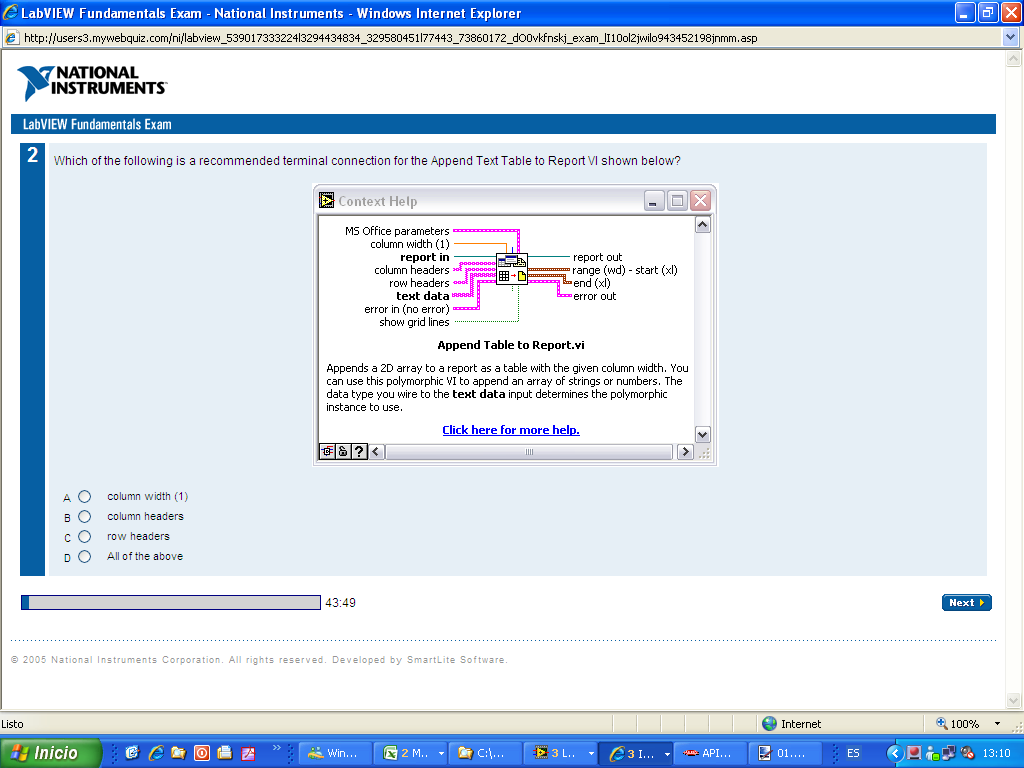 LabVIEW Fundamentals Exam - National Instruments - Windows Internet Explorer
http://users3.mywebquiz.com/ni/labview_539017333224l3294434834_329580451l77443_73860172_dO0vkfnskj_exam_lI10ol2jwilo943452198jnmm.asp
NATIONAL
INSTRUMENTS
LabVIEW Fundamentals Exam
2 Which of the following is a recommended terminal connection for the Append Text Table to Report VI shown below?
Context Help
MS Office parameters
column width (1)
report in report out
column headers range (wd) - start (xl)
row headers end (xl)
text data error out
error in (no error)
show grid lines
Append Table to Report.vi
Appends a 2D array to a report as a table with the given column width. You
can use this polymorphic VI to append an array of strings or numbers. The
data type you wire to the text data input determines the polymorphic
instance to use.
Click here for more help.
?
A column width (1)
B column headers
C row headers
D All of the above
43:49 Next
© 2005 National Instruments Corporation. All rights reserved. Developed by SmartLite Software.
Listo Internet 100%
Inicio Win... 2 M... C:\... 3 L... 3 I... API... 01.... ES 13:10